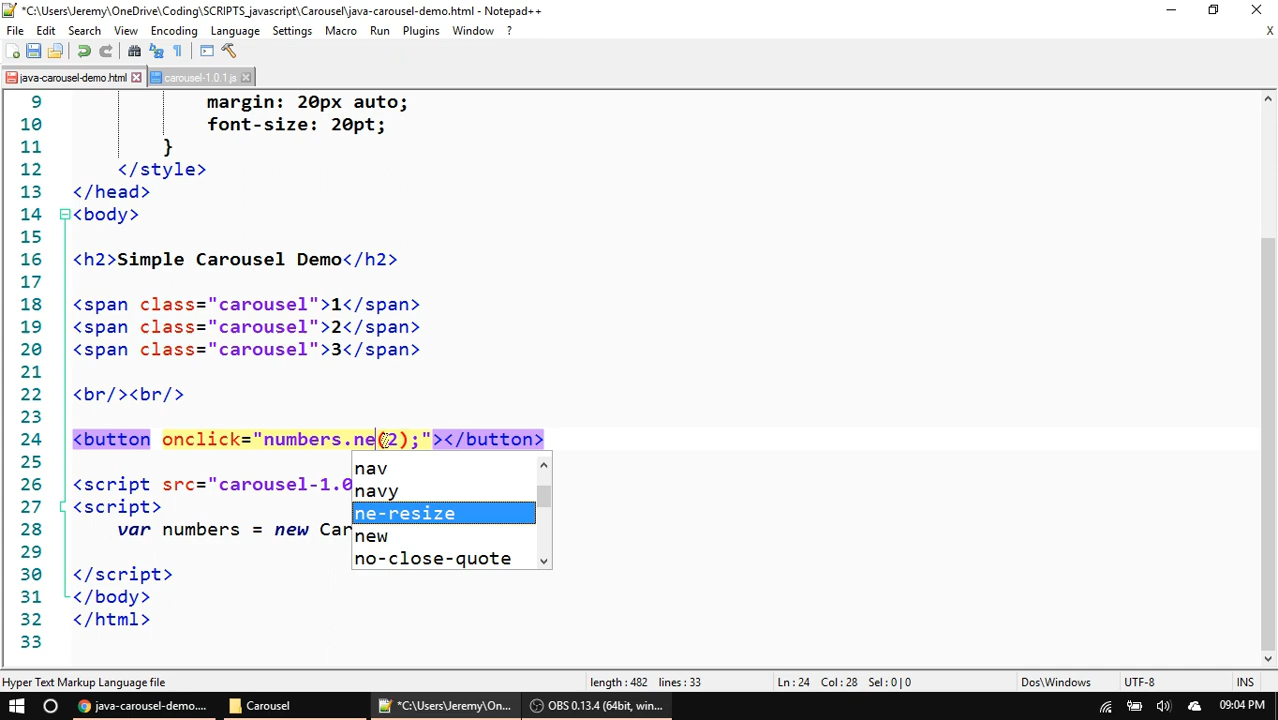 *C:\Users\Jeremy\OneDrive\Coding\SCRIPTS_javascript\Carousel\java-carousel-demo.html - Notepad++
File Edit Search View Encoding Language Settings Macro Run Plugins Window ? X
java-carousel-demo.html carousel-1.0.1.js
9 margin: 20px auto;
10 font-size: 20pt;
11 }
12 </style>
13 </head>
14 <body>
15
16 <h2>Simple Carousel Demo</h2>
17
18 <span class="carousel">1</span>
19 <span class="carousel">2</span>
20 <span class="carousel">3</span>
21
22 <br/><br/>
23
24 <button onclick="numbers.ne(2);"></button>
25
26 <script src="carousel-1.0
27 <script>
28 var numbers = new Car
29
30 </script>
31 </body>
32 </html>
33
nav
navy
ne-resize
new
no-close-quote
Hyper Text Markup Language file length : 482 lines : 33 Ln : 24 Col : 28 Sel : 0 | 0 Dos\Windows UTF-8 INS
java-carousel-demo.... Carousel *C:\Users\Jeremy\On... OBS 0.13.4 (64bit, win... 09:04 PM